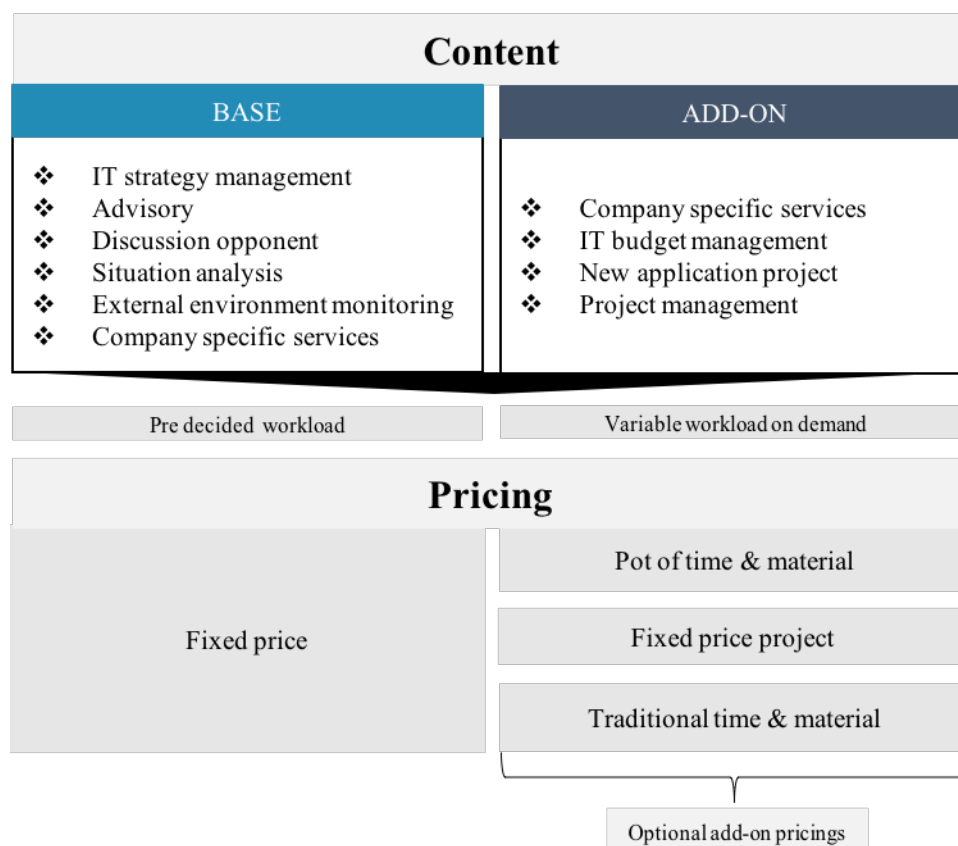 Content
BASE
IT strategy management
Advisory
Discussion opponent
Situation analysis
External environment monitoring
Company specific services
ADD-ON
Company specific services
IT budget management
New application project
Project management
Pre decided workload
Variable workload on demand
Pricing
Fixed price
Pot of time & material
Fixed price project
Traditional time & material
Optional add-on pricings